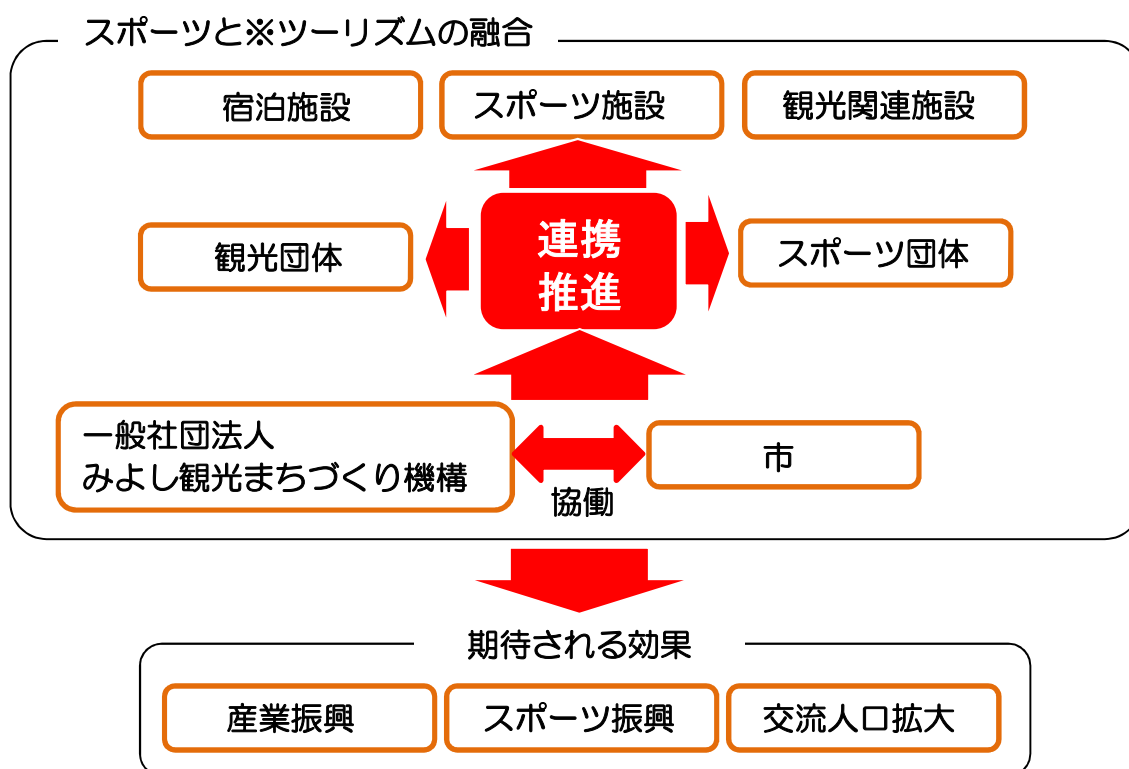 スポーツと※ツーリズムの融合
宿泊施設
スポーツ施設
観光関連施設
連携
推進
観光団体
スポーツ団体
一般社団法人
みよし観光まちづくり機構
市
協働
期待される効果
産業振興
スポーツ振興
交流人口拡大